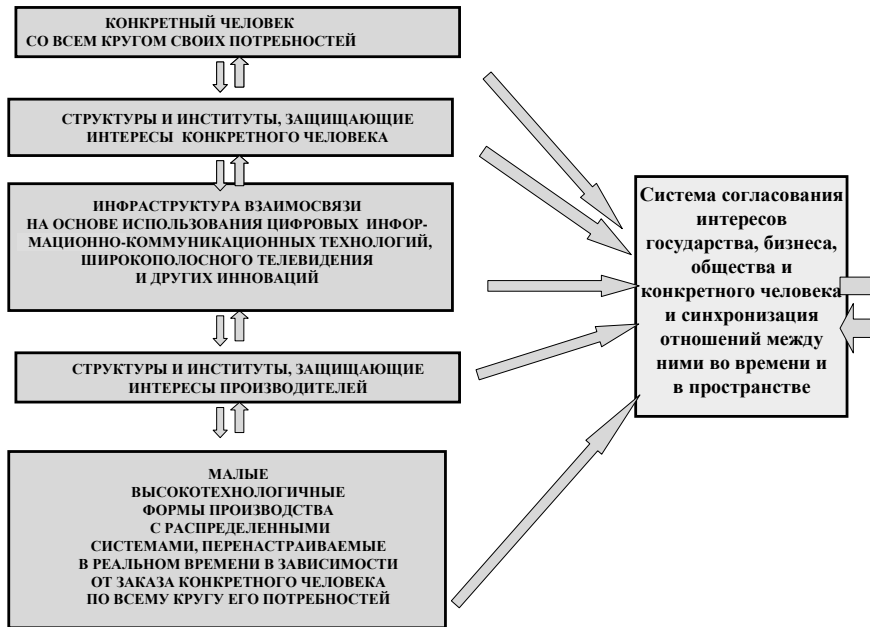 КОНКРЕТНЫЙ ЧЕЛОВЕК
СО ВСЕМ КРУГОМ СВОИХ ПОТРЕБНОСТЕЙ
СТРУКТУРЫ И ИНСТИТУТЫ, ЗАЩИЩАЮЩИЕ
ИНТЕРЕСЫ КОНКРЕТНОГО ЧЕЛОВЕКА
ИНФРАСТРУКТУРА ВЗАИМОСВЯЗИ
НА ОСНОВЕ ИСПОЛЬЗОВАНИЯ ЦИФРОВЫХ ИНФОР-
МАЦИОННО-КОММУНИКАЦИОННЫХ ТЕХНОЛОГИЙ,
ШИРОКОПОЛОСНОГО ТЕЛЕВИДЕНИЯ
И ДРУГИХ ИННОВАЦИЙ
СТРУКТУРЫ И ИНСТИТУТЫ, ЗАЩИЩАЮЩИЕ
ИНТЕРЕСЫ ПРОИЗВОДИТЕЛЕЙ
МАЛЫЕ
ВЫСОКОТЕХНОЛОГИЧНЫЕ
ФОРМЫ ПРОИЗВОДСТВА
С РАСПРЕДЕЛЕННЫМИ
СИСТЕМАМИ, ПЕРЕНАСТРАИВАЕМЫЕ
В РЕАЛЬНОМ ВРЕМЕНИ В ЗАВИСИМОСТИ
ОТ ЗАКАЗА КОНКРЕТНОГО ЧЕЛОВЕКА
ПО ВСЕМУ КРУГУ ЕГО ПОТРЕБНОСТЕЙ
Система согласования
интересов
государства, бизнеса,
общества и
конкретного человека
и синхронизация
отношений между
ними во времени и
в пространстве